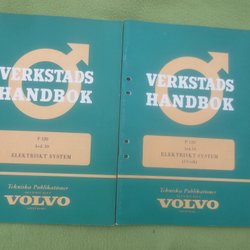 VERKSTADS
HANDBOK
P 120
ELEKTRISKT SYSTEM
Tekniska Publikationer
VOLVO
VERKSTADS
HANDBOK
P 120
ELEKTRISKT SYSTEM
Tekniska Publikationer
VOLVO